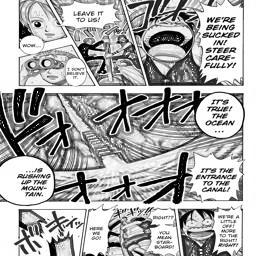 WE'RE
BEING
SUCKED
IN!
STEER
CARE-
FULLY!
LEAVE IT
TO US!
WOW...
I DON'T
BELIEVE
IT.
IT'S
TRUE!
THE OCEAN
...
IT'S THE
ENTRANCE
TO THE
CANAL!
...IS
RUSHING
UP THE
MOUN-
TAIN.
WE'RE A
LITTLE
OFF!
MORE
TO THE
RIGHT!
RIGHT!
RIGHT??
YOU
MEAN
STAR-
BOARD!
HERE
WE
GO!